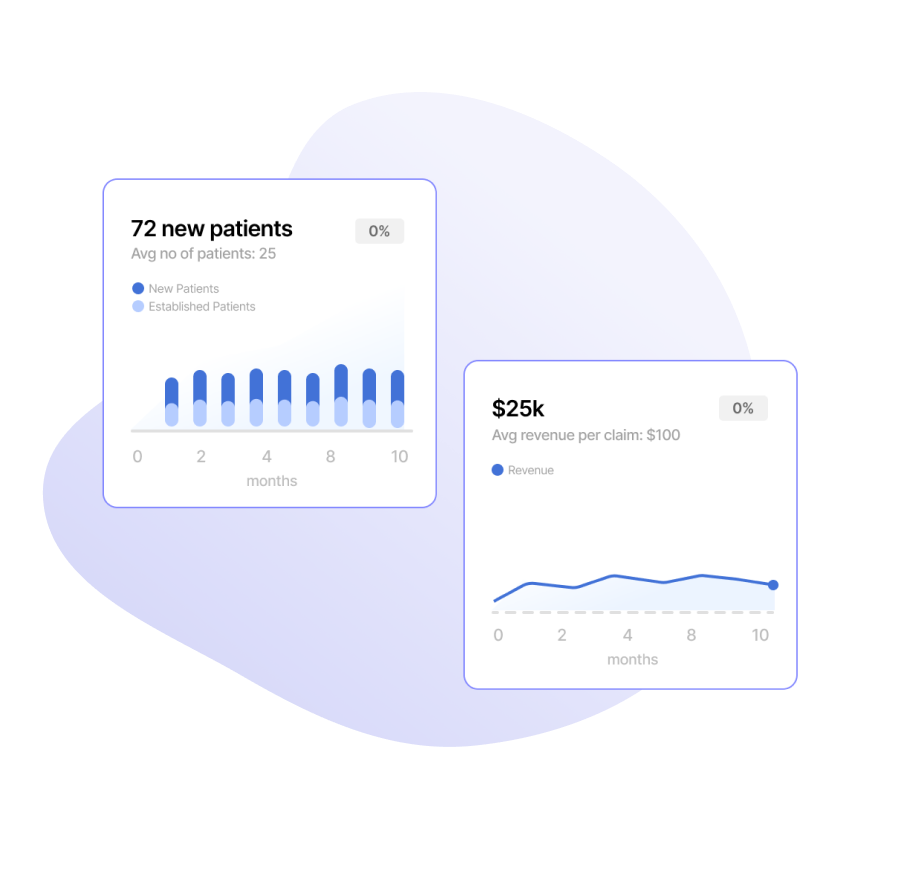 72 new patients
0%
Avg no of patients: 25
New Patients
Established Patients
0 2 4 8 10
months
$25k
0%
Avg revenue per claim: $100
Revenue
0 2 4 8 10
months